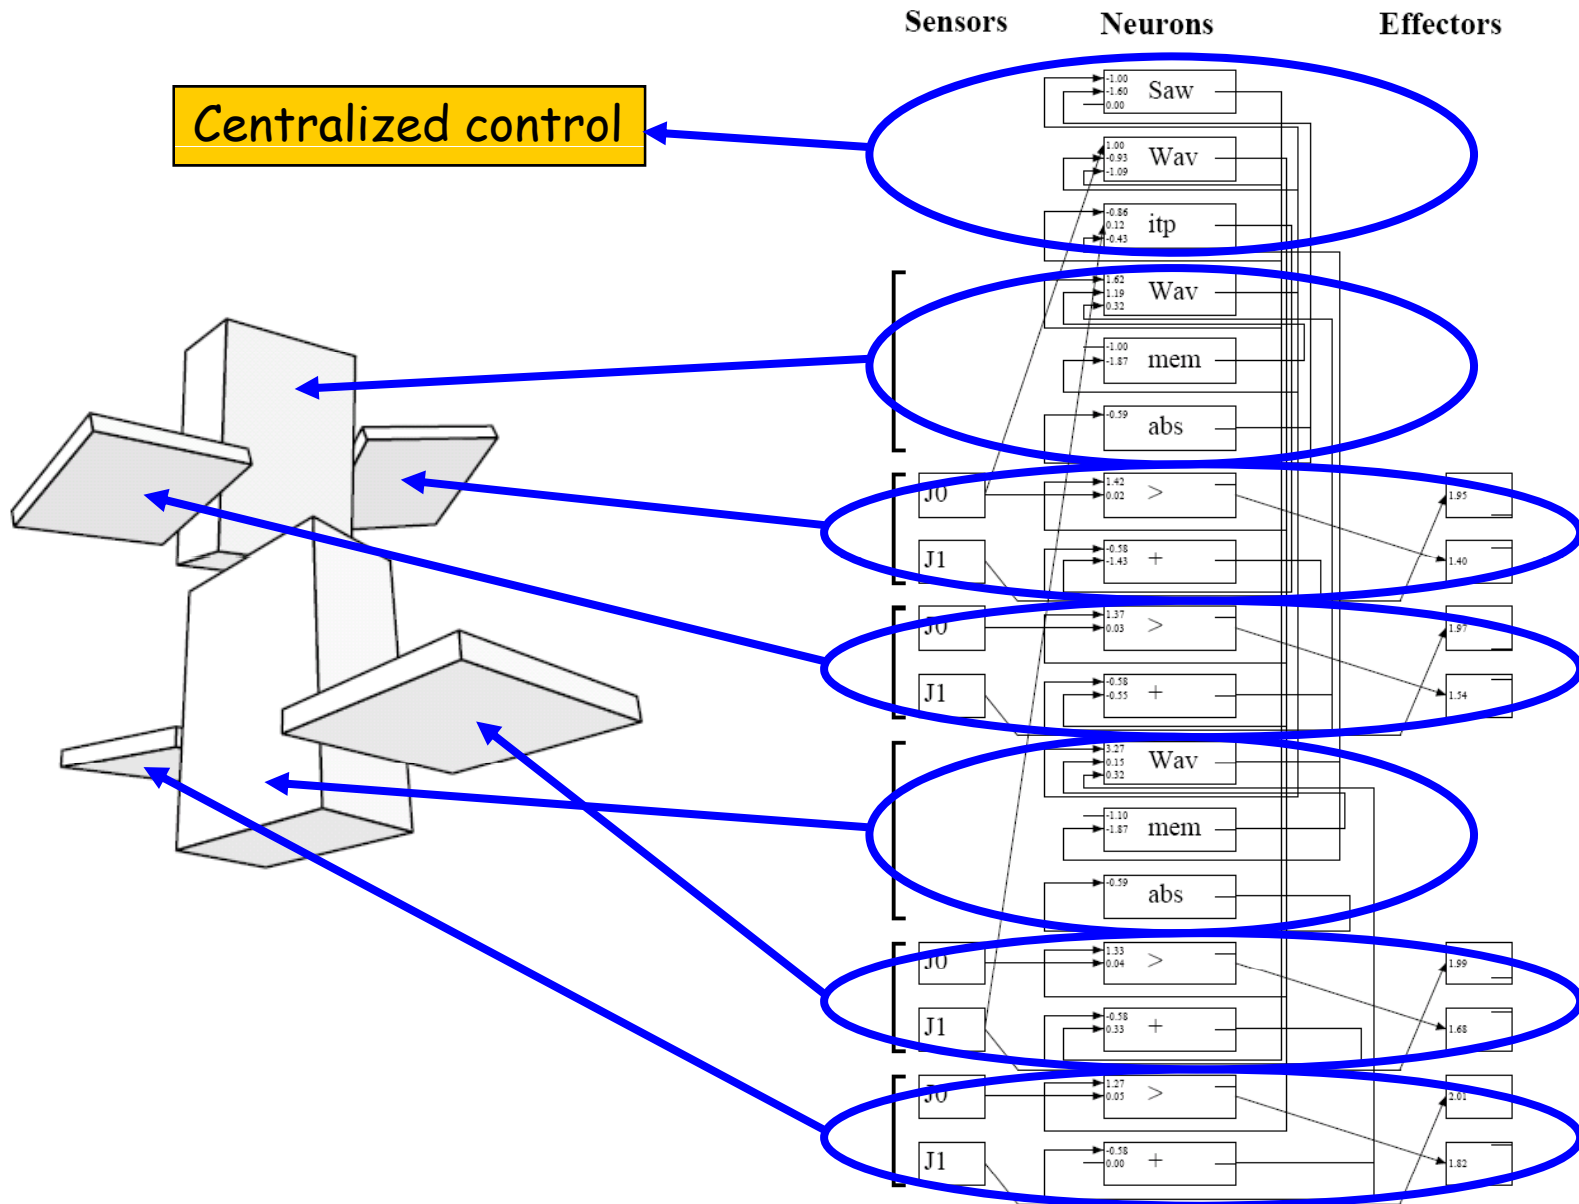 Sensors Neurons Effectors
Centralized control
-1.00
-1.60
0.00
Saw
1.00
-0.93
-1.09
Wav
-0.86
0.12
-0.43
itp
1.62
1.19
0.32
Wav
-1.00
-1.87
mem
-0.59
abs
J0
1.42
0.02
>
1.95
J1
-0.58
-1.43
+
1.40
J0
1.37
0.03
>
1.97
J1
-0.58
-0.55
+
1.54
3.27
0.15
0.32
Wav
-1.10
-1.87
mem
-0.59
abs
J0
1.33
0.04
>
1.99
J1
-0.58
0.33
+
1.68
J0
1.27
0.05
>
2.01
J1
-0.58
0.00
+
1.82